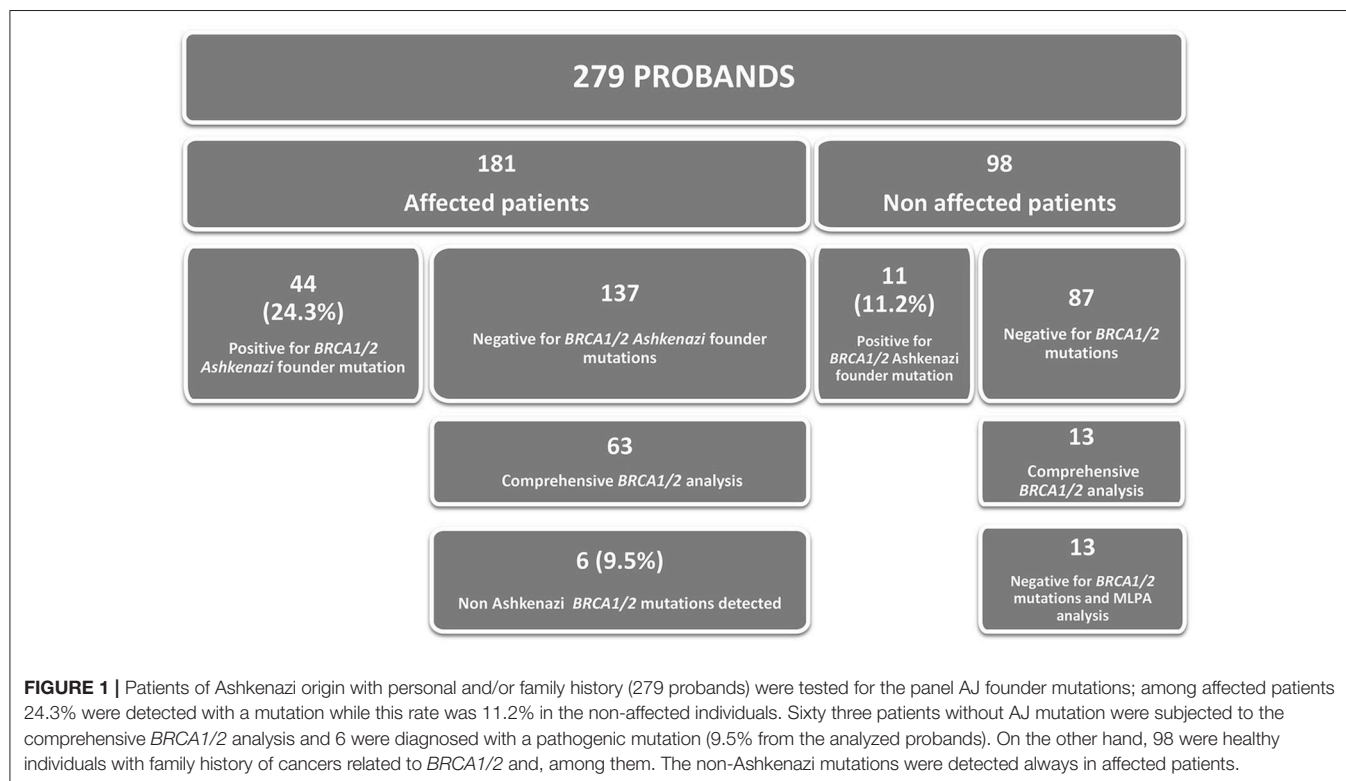 279 PROBANDS
181
Affected patients
98
Non affected patients
44
(24.3%)
Positive for BRCA1/2
Ashkenazi founder mutation
137
Negative for BRCA1/2 Ashkenazi founder
mutations
11
(11.2%)
Positive for
BRCA1/2 Ashkenazi
founder mutation
87
Negative for BRCA1/2
mutations
63
Comprehensive BRCA1/2 analysis
13
Comprehensive
BRCA1/2 analysis
6 (9.5%)
Non Ashkenazi BRCA1/2 mutations detected
13
Negative for BRCA1/2
mutations and MLPA
analysis
FIGURE 1 | Patients of Ashkenazi origin with personal and/or family history (279 probands) were tested for the panel AJ founder mutations; among affected patients
24.3% were detected with a mutation while this rate was 11.2% in the non-affected individuals. Sixty three patients without AJ mutation were subjected to the
comprehensive BRCA1/2 analysis and 6 were diagnosed with a pathogenic mutation (9.5% from the analyzed probands). On the other hand, 98 were healthy
individuals with family history of cancers related to BRCA1/2 and, among them. The non-Ashkenazi mutations were detected always in affected patients.